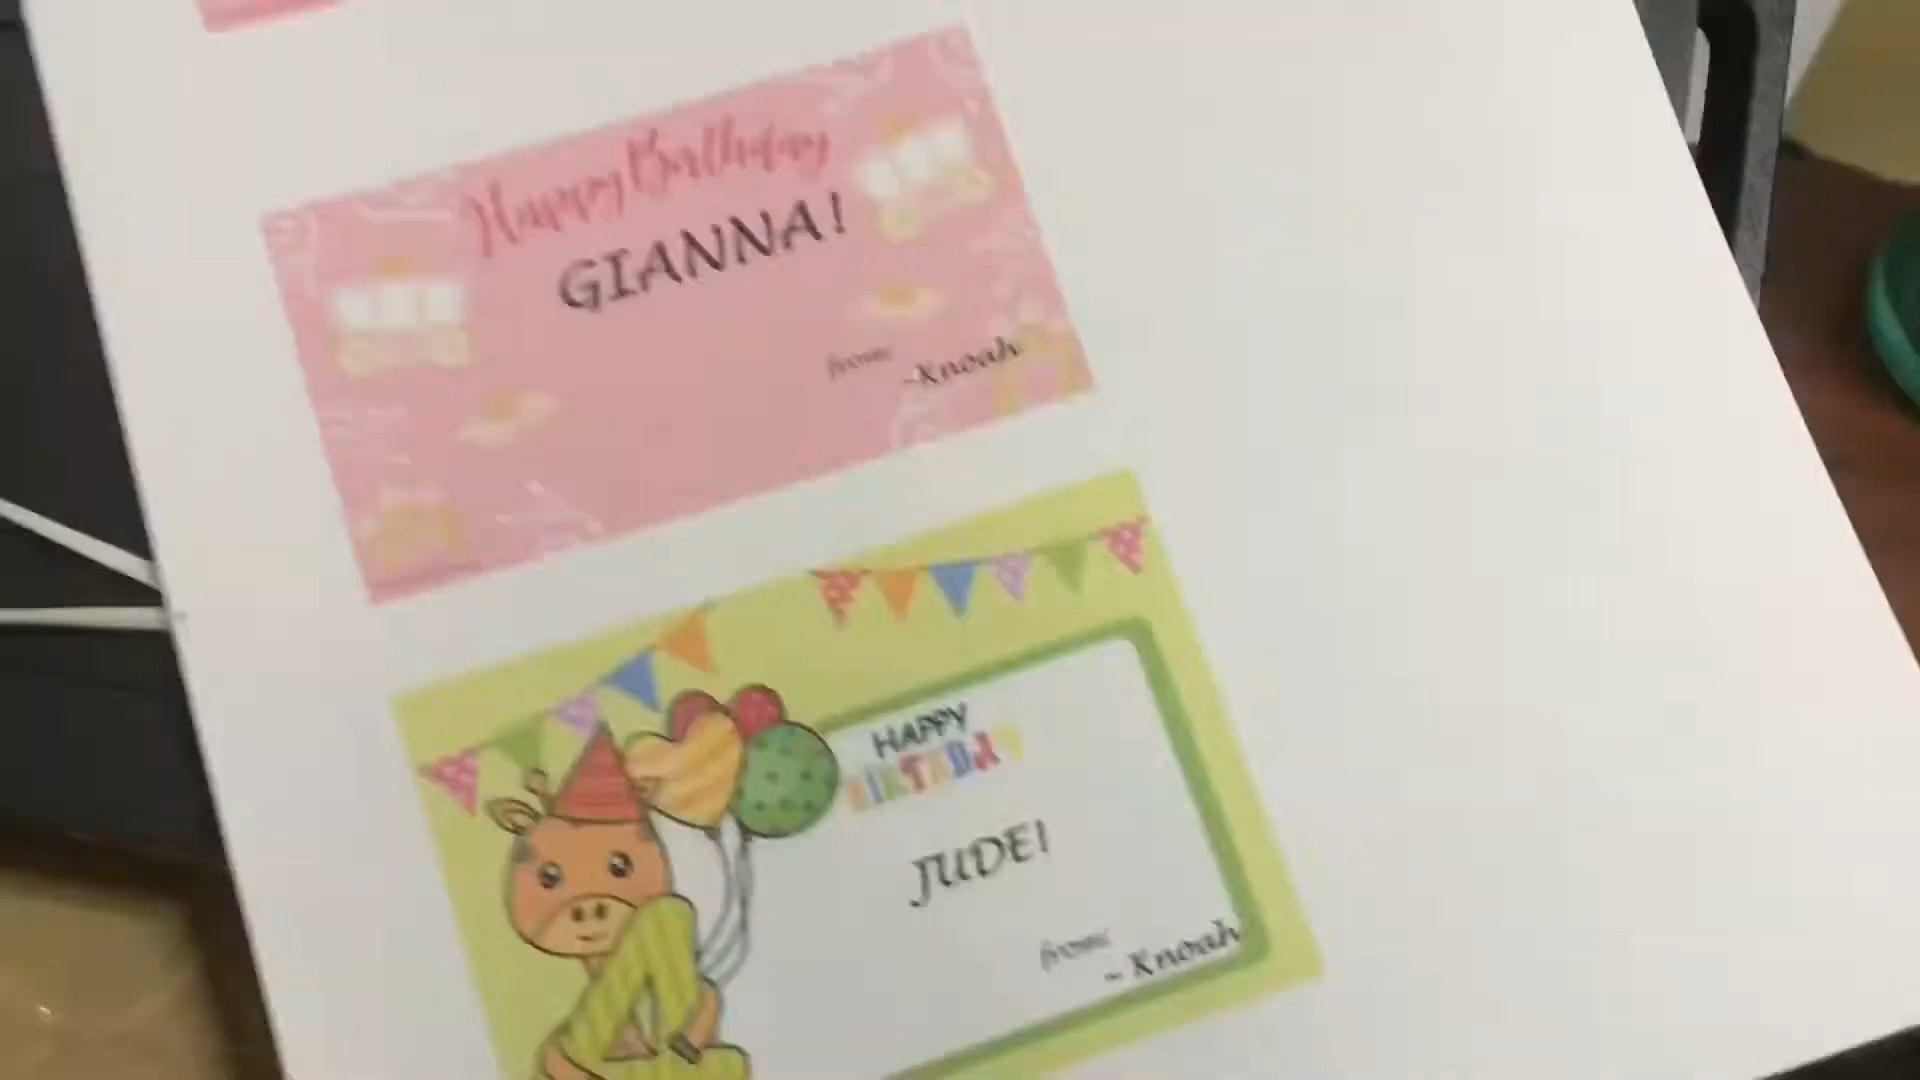 Happy Birthday
GIANNA!
from:
~Knoah
HAPPY
BIRTHDAY
JUDE!
from:
~ Knoah